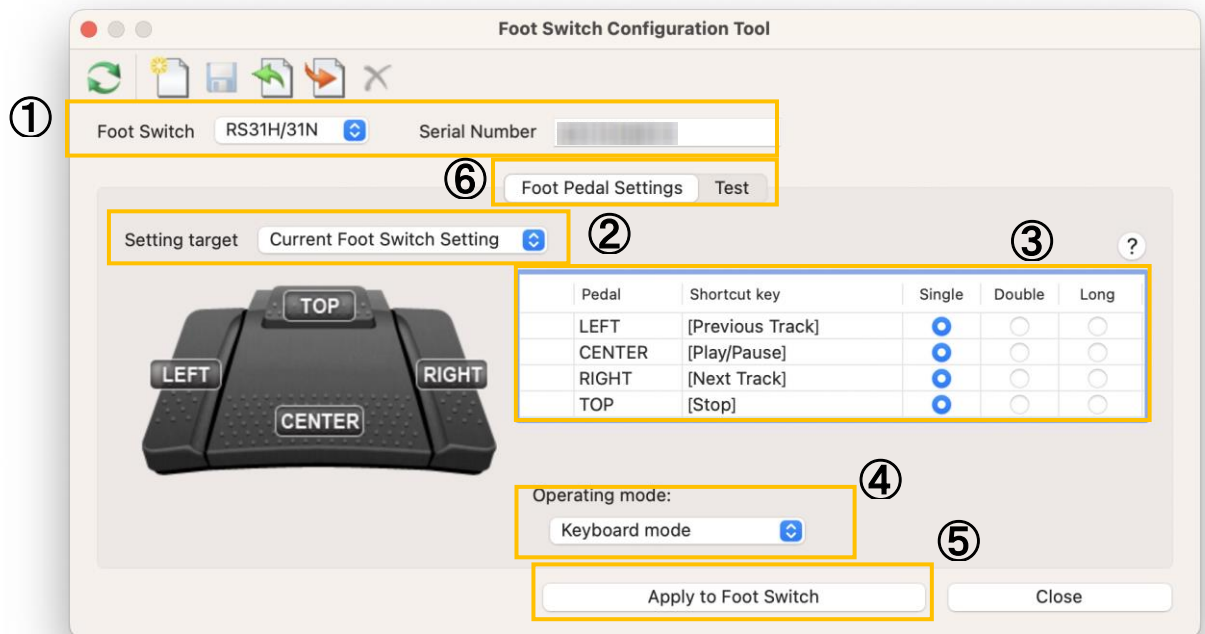 Foot Switch Configuration Tool
①
Foot Switch RS31H/31N Serial Number
⑥
Foot Pedal Settings Test
Setting target Current Foot Switch Setting
②
③
?
Pedal Shortcut key Single Double Long
LEFT [Previous Track]
CENTER [Play/Pause]
RIGHT [Next Track]
TOP [Stop]
TOP
LEFT
RIGHT
CENTER
④
Operating mode:
Keyboard mode
⑤
Apply to Foot Switch
Close